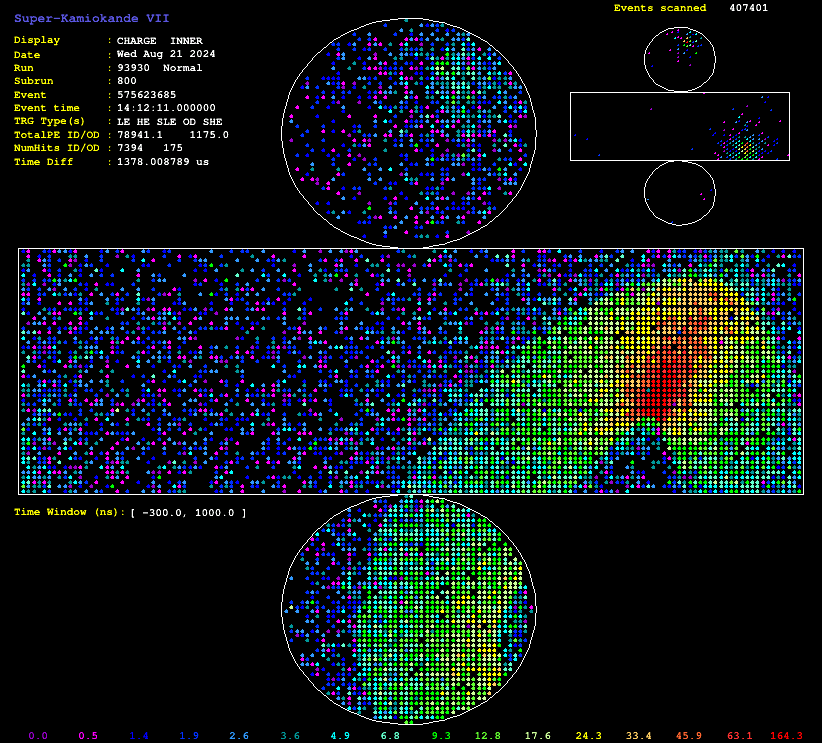 Super-Kamiokande VII
Events scanned 407401
Display : CHARGE INNER
Date : Wed Aug 21 2024
Run : 93930 Normal
Subrun : 800
Event : 575623685
Event time : 14:12:11.000000
TRG Type(s) : LE HE SLE OD SHE
TotalPE ID/OD : 78941.1 1175.0
NumHits ID/OD : 7394 175
Time Diff : 1378.008789 us
Time Window (ns): [ -300.0, 1000.0 ]
0.0 0.5 1.4 1.9 2.6 3.6 4.9 6.8 9.3 12.8 17.6 24.3 33.4 45.9 63.1 164.3